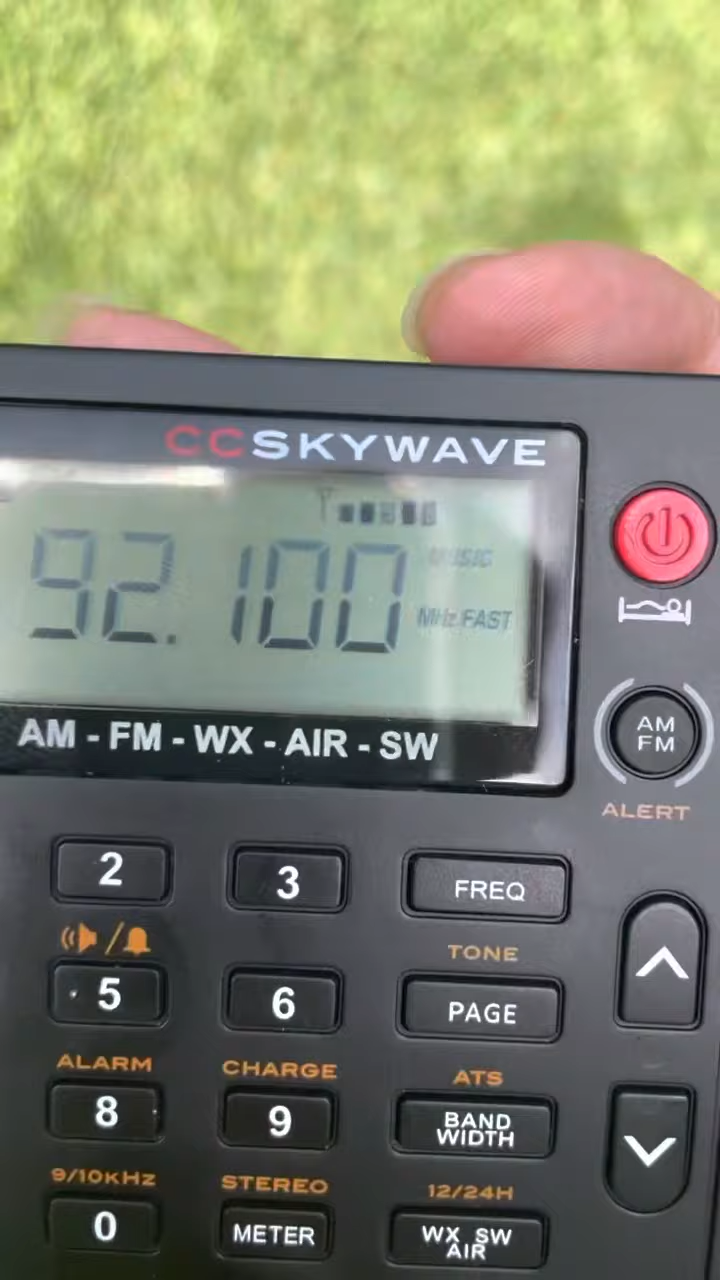 CCSKYWAVE
MUSIC
92.100
MHz FAST
AM - FM - WX - AIR - SW
AM
FM
ALERT
2
3
FREQ
TONE
5
6
PAGE
ALARM
CHARGE
ATS
8
9
BAND
WIDTH
9/10KHZ
STEREO
12/24H
0
METER
WX SW
AIR